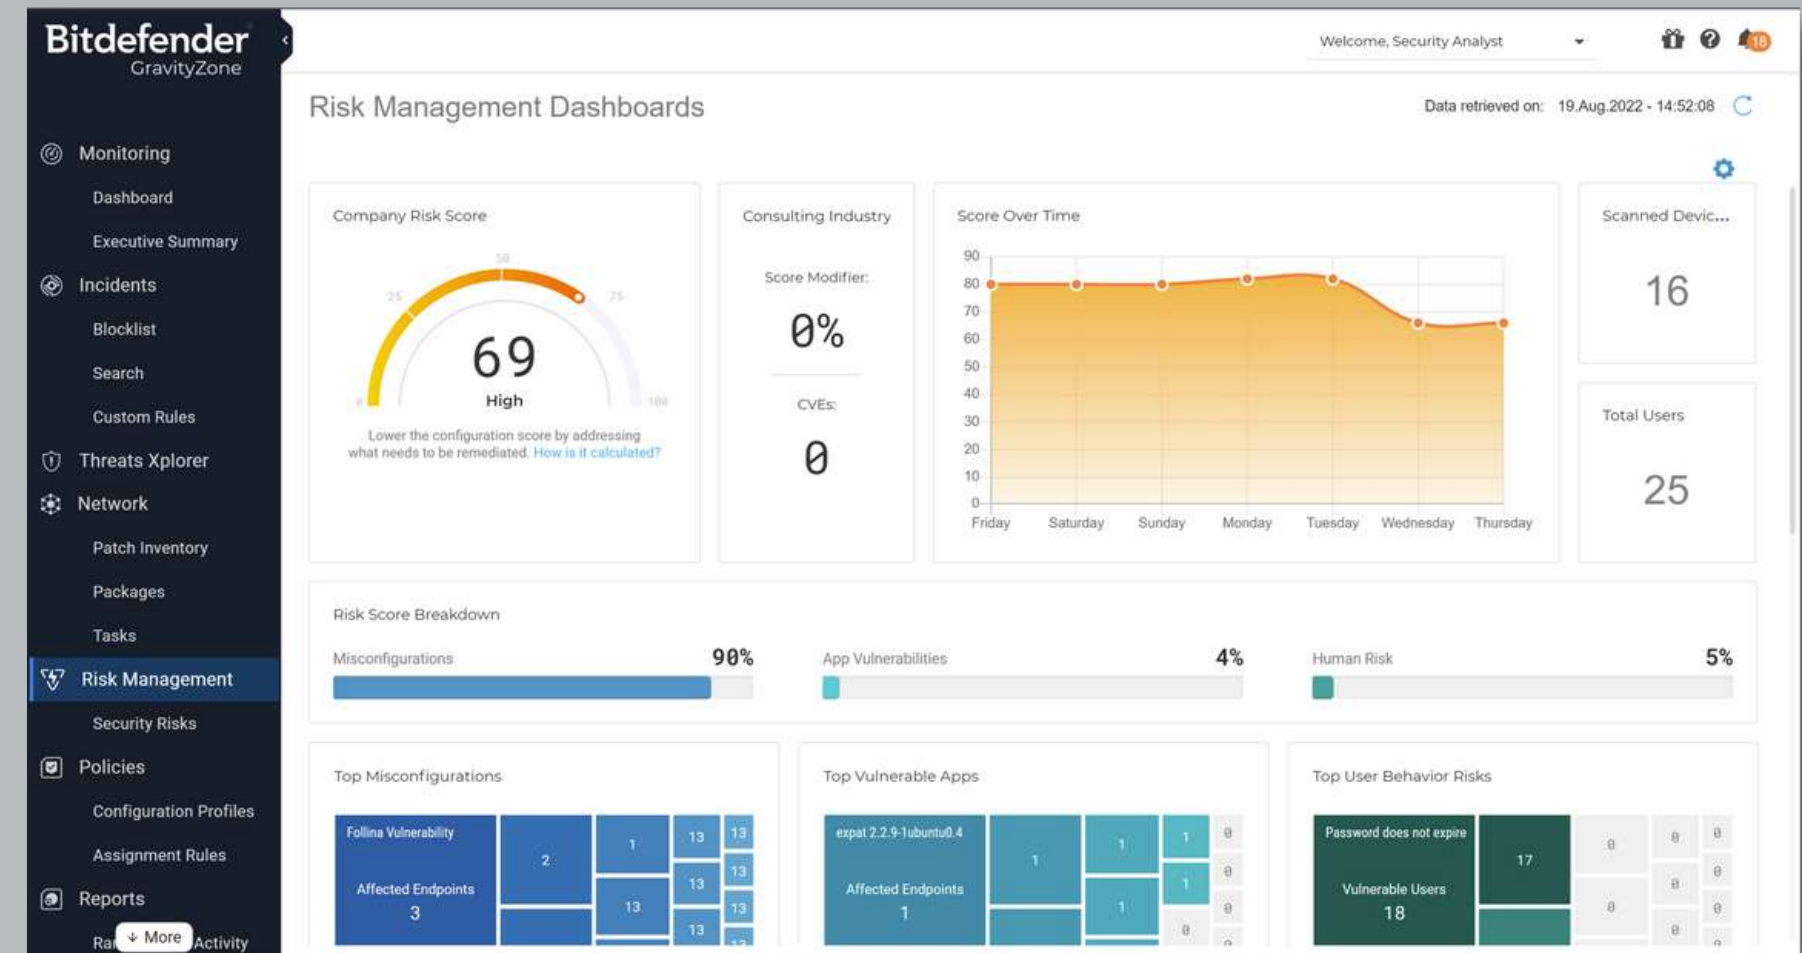 Bitdefender
GravityZone
Welcome, Security Analyst
18
Risk Management Dashboards
Data retrieved on: 19.Aug.2022 - 14:52:08
Monitoring
Dashboard
Executive Summary
Incidents
Blocklist
Search
Custom Rules
Threats Xplorer
Network
Patch Inventory
Packages
Tasks
Risk Management
Security Risks
Policies
Configuration Profiles
Assignment Rules
Reports
More
Activity
Company Risk Score
0
25
50
75
100
69
High
Lower the configuration score by addressing
what needs to be remediated. How is it calculated?
Consulting Industry
Score Modifier:
0%
CVEs:
0
Score Over Time
90
80
70
60
50
40
30
20
10
0
Friday Saturday Sunday Monday Tuesday Wednesday Thursday
Scanned Devic...
16
Total Users
25
Risk Score Breakdown
Misconfigurations 90%
App Vulnerabilities 4%
Human Risk 5%
Top Misconfigurations
Follina Vulnerability
Affected Endpoints
3
2
1
13
13
13
13
13
13
13
13
13
Top Vulnerable Apps
expat 2.2.9-1ubuntu0.4
Affected Endpoints
1
1
1
1
1
1
0
0
0
0
0
0
Top User Behavior Risks
Password does not expire
Vulnerable Users
18
17
0
0
0
0
0
0
0
0
0
0